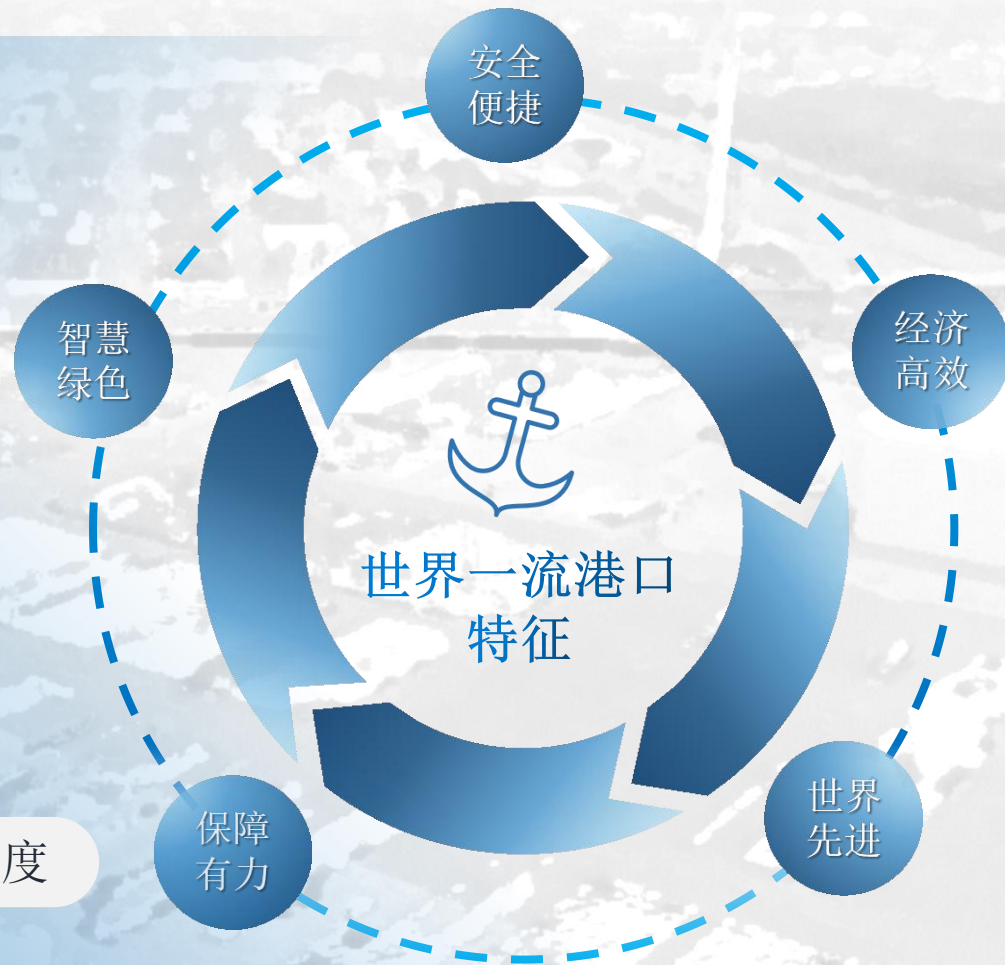 安全
便捷
智慧
绿色
经济
高效
世界一流港口
特征
世界
先进
保障
有力
度